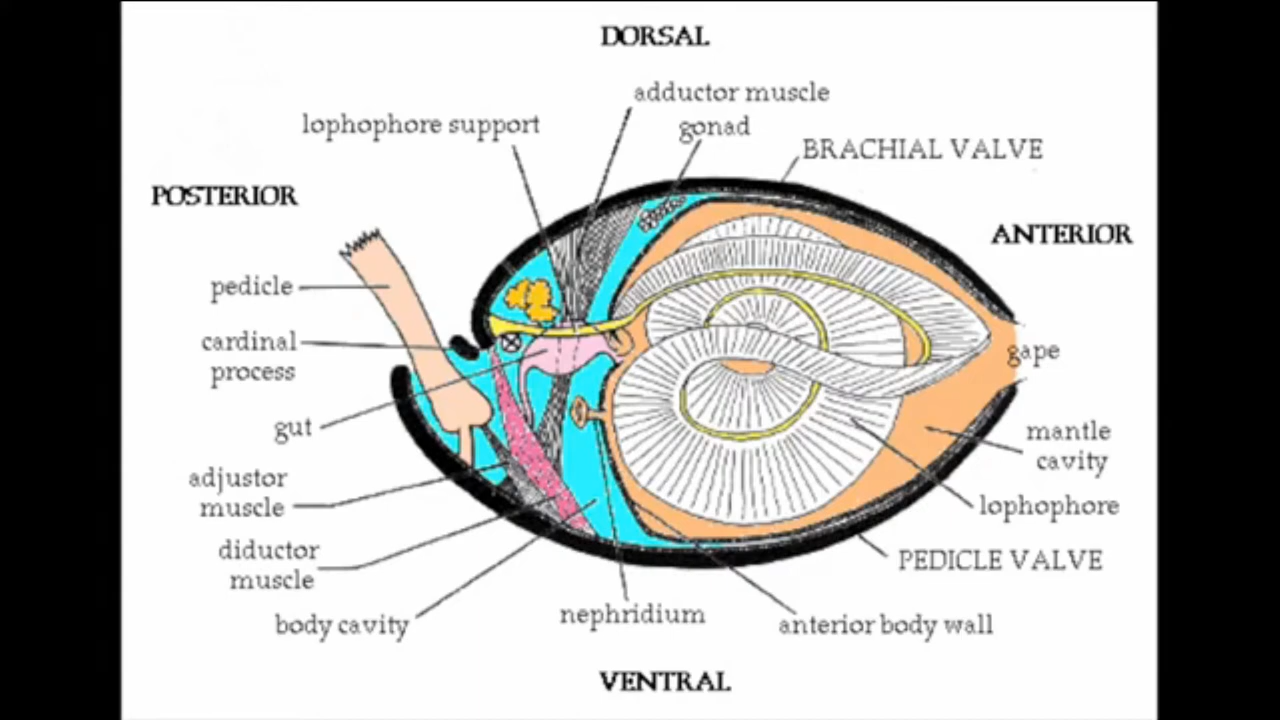 DORSAL
adductor muscle
lophophore support
gonad
BRACHIAL VALVE
POSTERIOR
ANTERIOR
pedicle
cardinal
process
gape
gut
mantle
cavity
adjustor
muscle
lophophore
diductor
muscle
PEDICLE VALVE
nephridium
body cavity
anterior body wall
VENTRAL